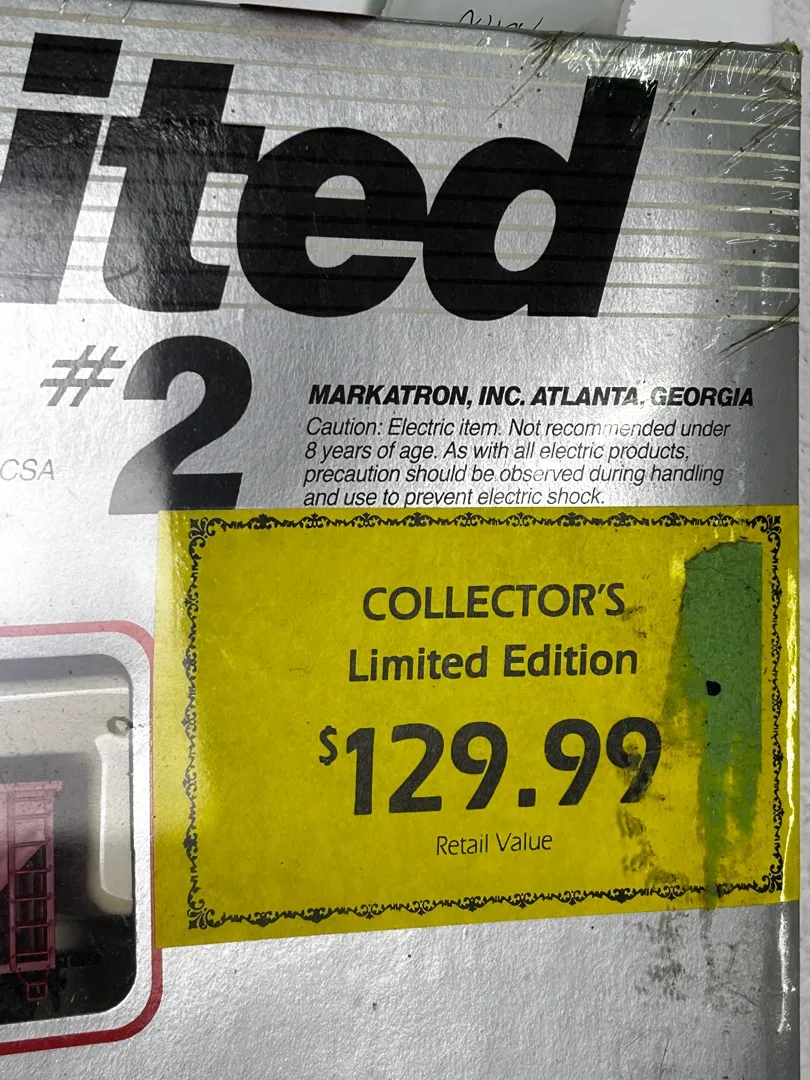 ited
#2
CSA
MARKATRON, INC. ATLANTA, GEORGIA
Caution: Electric item. Not recommended under
8 years of age. As with all electric products,
precaution should be observed during handling
and use to prevent electric shock.
COLLECTOR'S
Limited Edition
$129.99
Retail Value